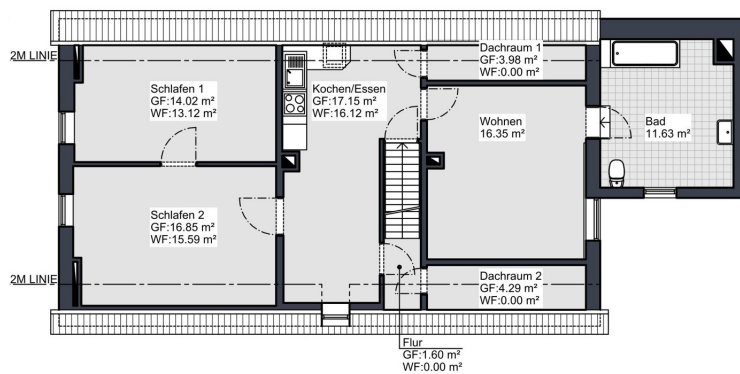 2M LINIE
Schlafen 1
GF:14.02 m²
WF:13.12 m²
Kochen/Essen
GF:17.15 m²
WF:16.12 m²
Dachraum 1
GF:3.98 m²
WF:0.00 m²
Wohnen
16.35 m²
Bad
11.63 m²
Schlafen 2
GF:16.85 m²
WF:15.59 m²
2M LINIE
Dachraum 2
GF:4.29 m²
WF:0.00 m²
Flur
GF:1.60 m²
WF:0.00 m²